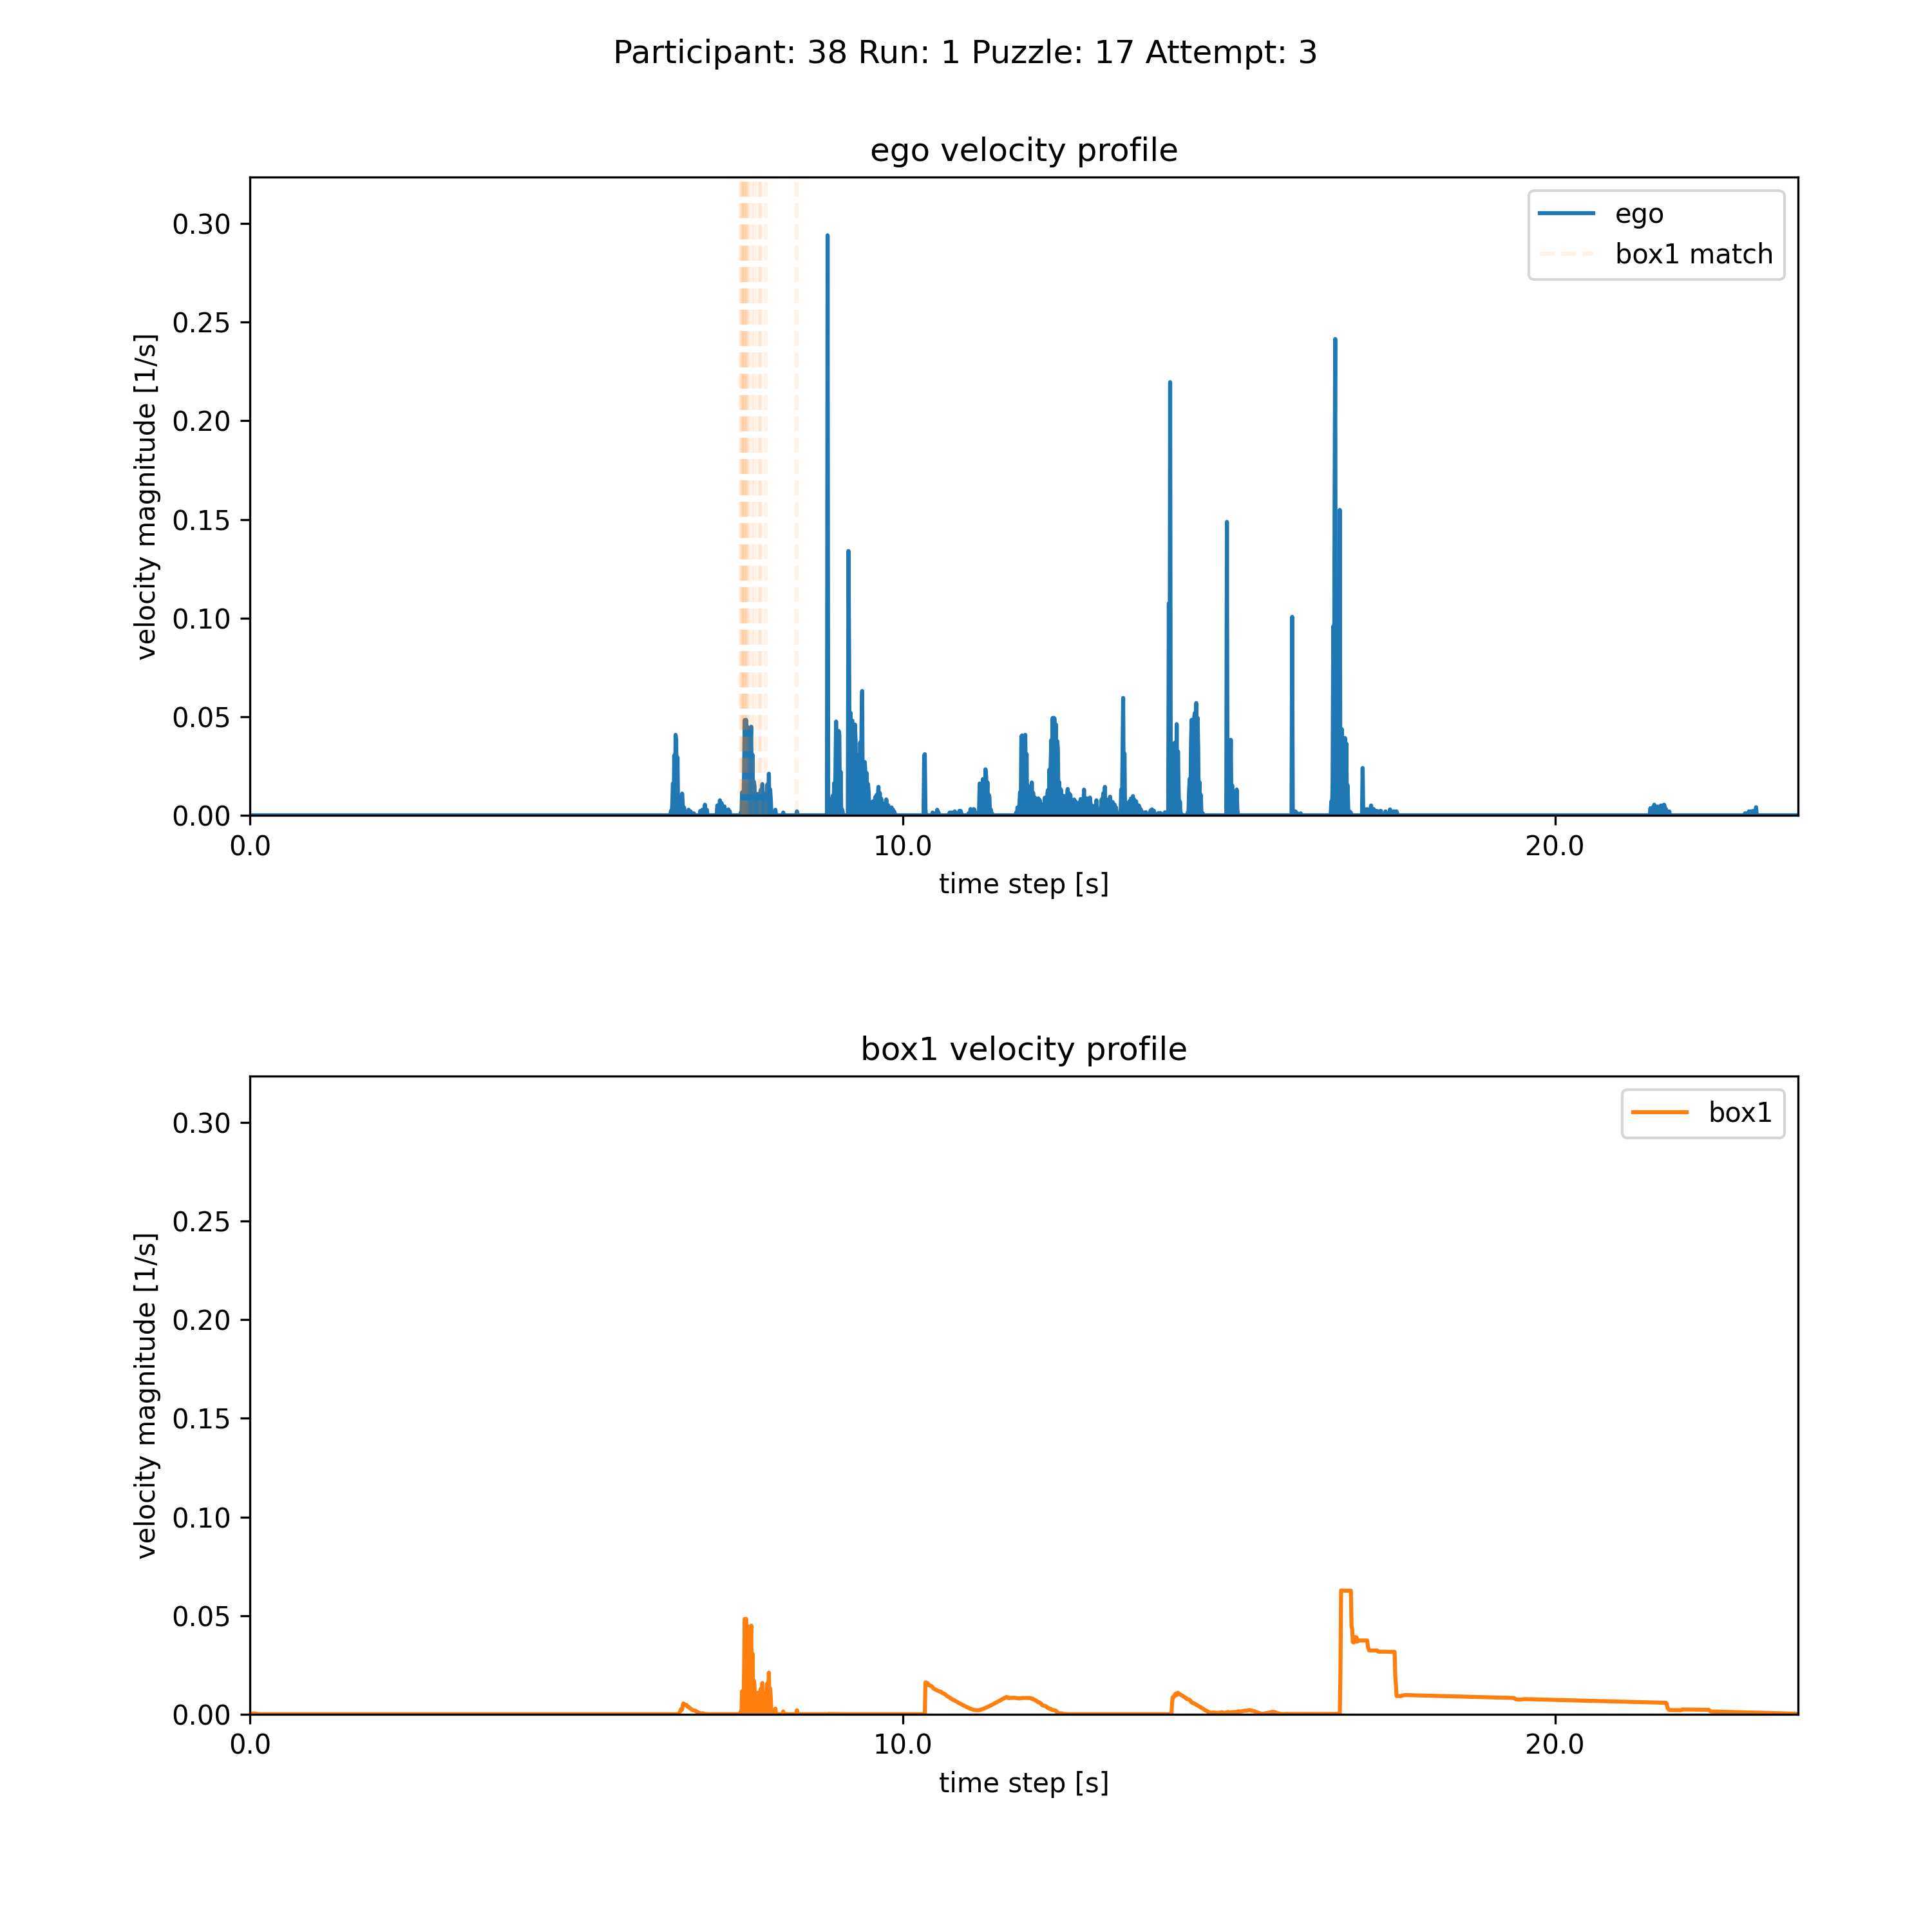 Participant: 38 Run: 1 Puzzle: 17 Attempt: 3
ego velocity profile
0.30
0.25
0.20
0.15
0.10
0.05
0.00
velocity magnitude [1/s]
ego
box1 match
0.0
10.0
20.0
time step [s]
box1 velocity profile
0.30
0.25
0.20
0.15
0.10
0.05
0.00
velocity magnitude [1/s]
box1
0.0
10.0
20.0
time step [s]